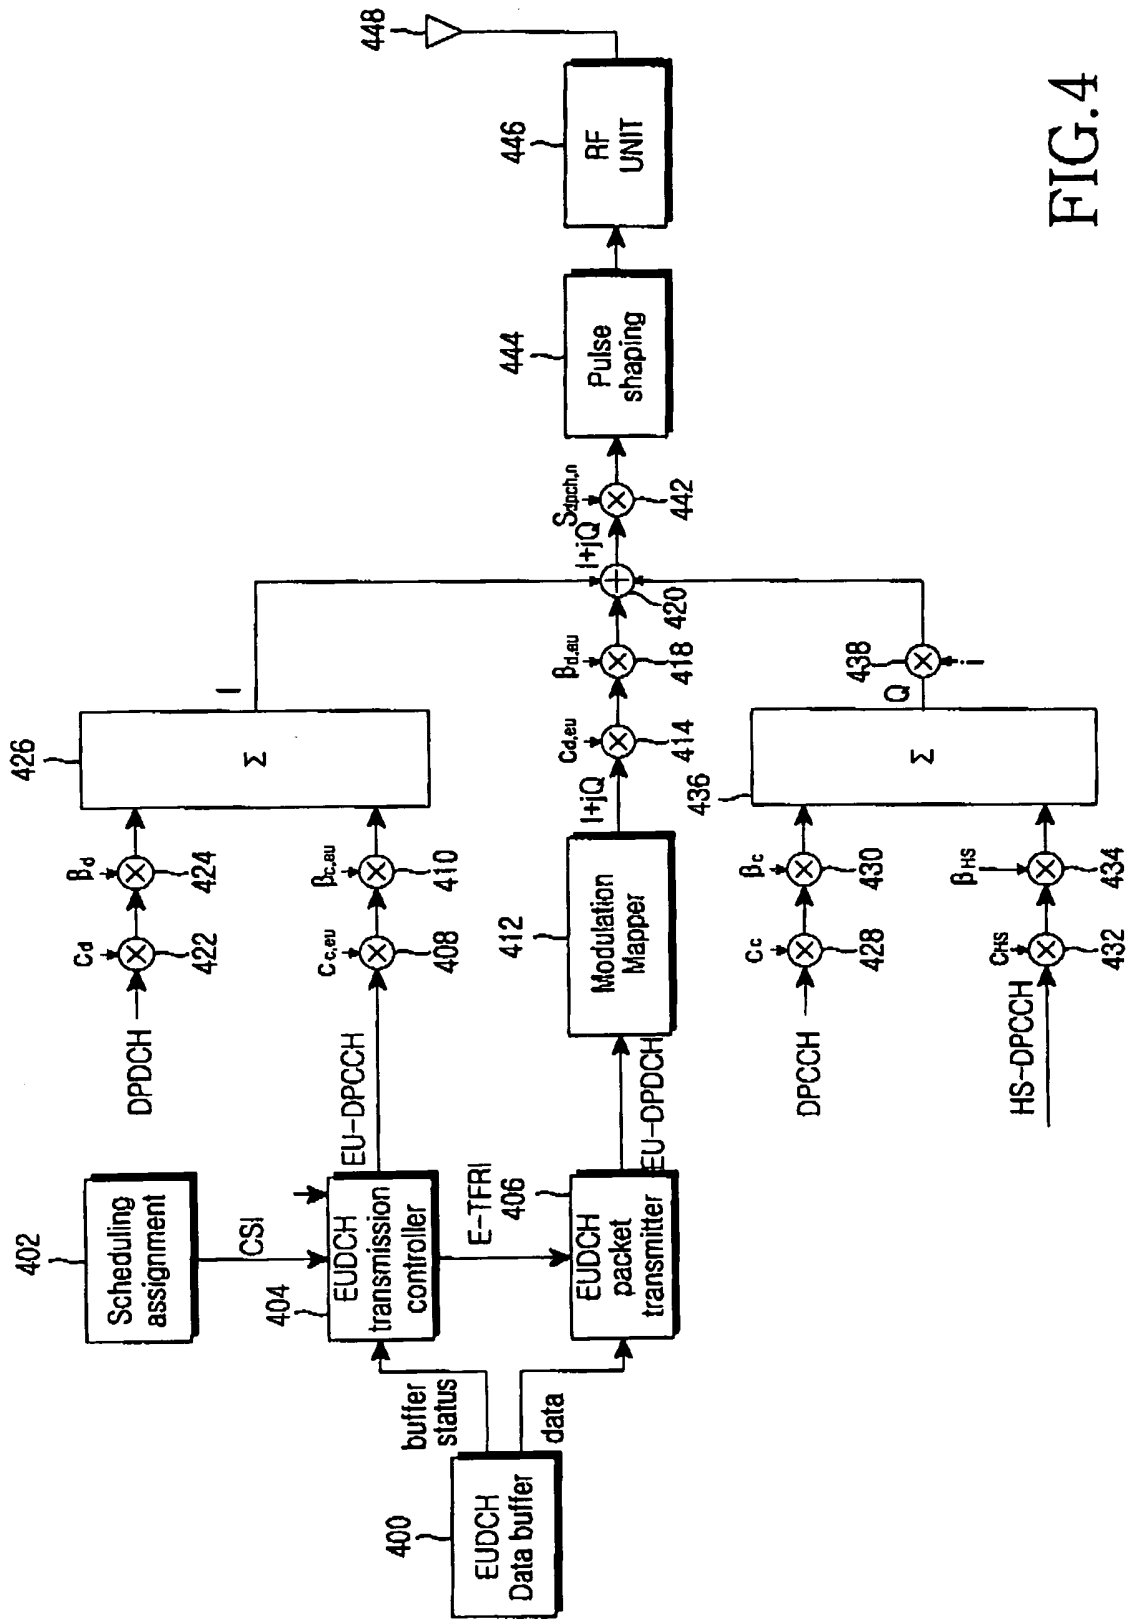 402
Scheduling
assignment
CSI
400
EUDCH
Data buffer
buffer
status
data
404
EUDCH
transmission
controller
E-TFRI
406
EUDCH
packet
transmitter
EU-DPCCH
EU-DPDCH
DPDCH
Cd
422
βd
424
Cc,eu
408
βc,eu
410
426
Σ
I
412
Modulation
Mapper
I+jQ
Cd,eu
414
βd,eu
418
420
I+jQ
Sdpch,n
442
444
Pulse
shaping
446
RF
UNIT
448
DPCCH
Cc
428
βc
430
HS-DPCCH
CHS
432
βHS
434
436
Σ
Q
438
j
FIG.4